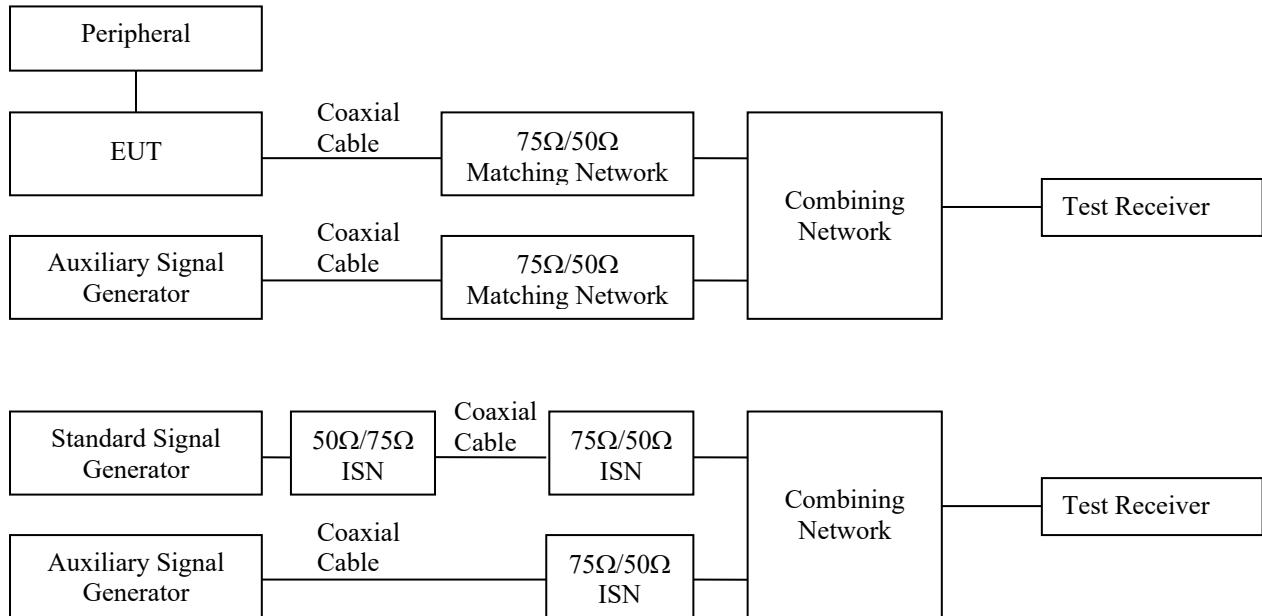 Peripheral
EUT
Coaxial
Cable
75Ω/50Ω
Matching Network
Auxiliary Signal
Generator
Coaxial
Cable
75Ω/50Ω
Matching Network
Combining
Network
Test Receiver
Standard Signal
Generator
50Ω/75Ω
ISN
Coaxial
Cable
75Ω/50Ω
ISN
Auxiliary Signal
Generator
Coaxial
Cable
75Ω/50Ω
ISN
Combining
Network
Test Receiver